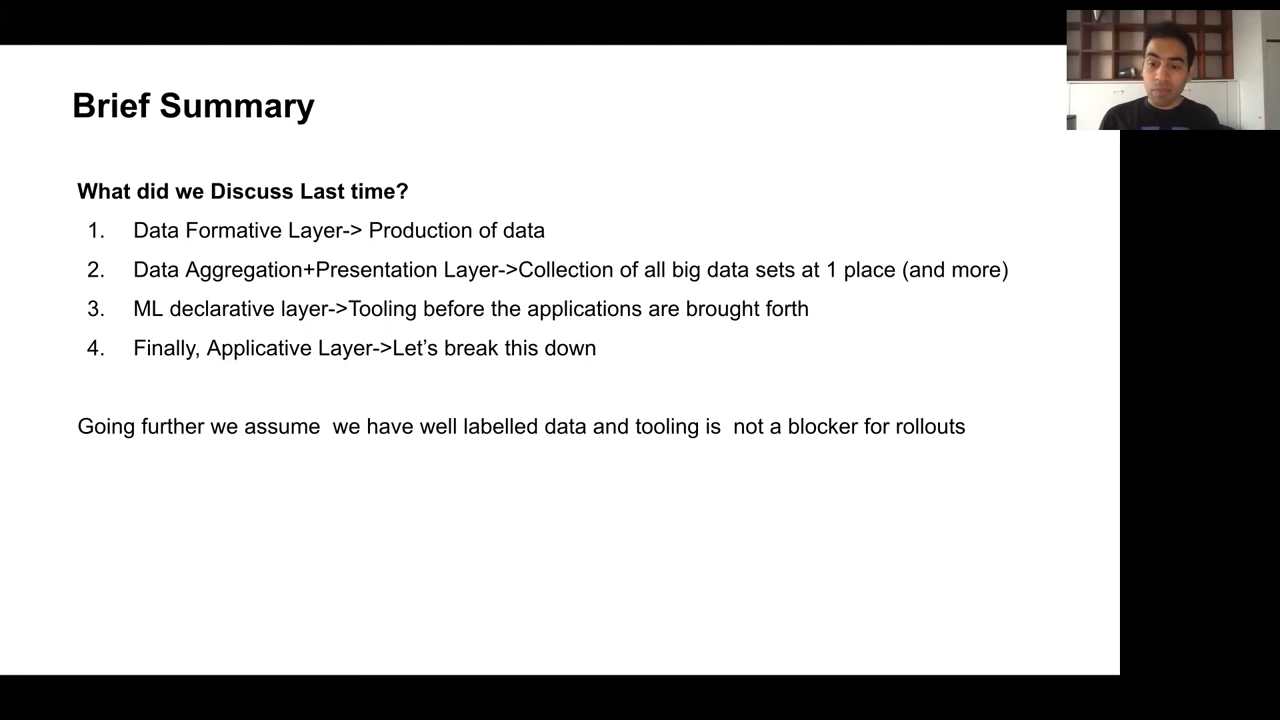 Brief Summary
What did we Discuss Last time?
1. Data Formative Layer-> Production of data
2. Data Aggregation+Presentation Layer->Collection of all big data sets at 1 place (and more)
3. ML declarative layer->Tooling before the applications are brought forth
4. Finally, Applicative Layer->Let’s break this down
Going further we assume  we have well labelled data and tooling is  not a blocker for rollouts